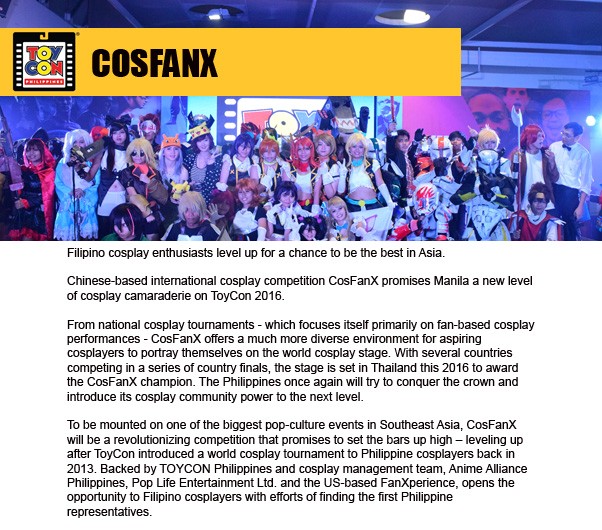 TOY
CON
PHILIPPINES
COSFANX
TOY
Filipino cosplay enthusiasts level up for a chance to be the best in Asia.
Chinese-based international cosplay competition CosFanX promises Manila a new level
of cosplay camaraderie on ToyCon 2016.
From national cosplay tournaments - which focuses itself primarily on fan-based cosplay
performances - CosFanX offers a much more diverse environment for aspiring
cosplayers to portray themselves on the world cosplay stage. With several countries
competing in a series of country finals, the stage is set in Thailand this 2016 to award
the CosFanX champion. The Philippines once again will try to conquer the crown and
introduce its cosplay community power to the next level.
To be mounted on one of the biggest pop-culture events in Southeast Asia, CosFanX
will be a revolutionizing competition that promises to set the bars up high – leveling up
after ToyCon introduced a world cosplay tournament to Philippine cosplayers back in
2013. Backed by TOYCON Philippines and cosplay management team, Anime Alliance
Philippines, Pop Life Entertainment Ltd. and the US-based FanXperience, opens the
opportunity to Filipino cosplayers with efforts of finding the first Philippine
representatives.